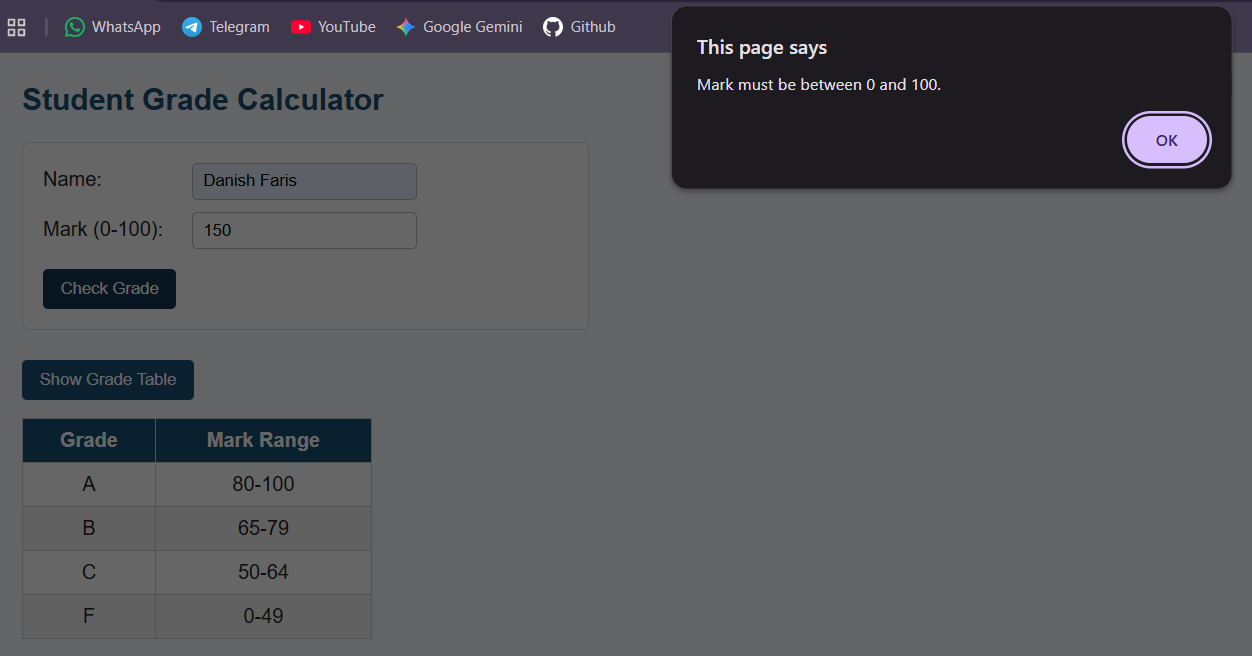 WhatsApp Telegram YouTube Google Gemini Github
This page says
Mark must be between 0 and 100.
OK
Student Grade Calculator
Name: Danish Faris
Mark (0-100): 150
Check Grade
Show Grade Table
Grade Mark Range
A 80-100
B 65-79
C 50-64
F 0-49